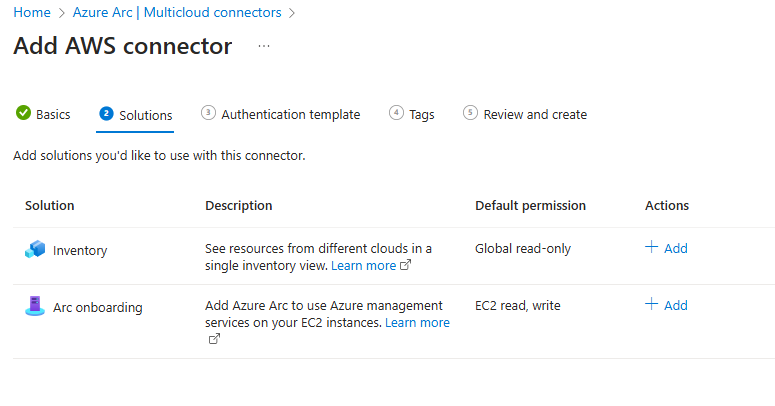 Home > Azure Arc | Multicloud connectors >
Add AWS connector ...
Basics 2 Solutions 3 Authentication template 4 Tags 5 Review and create
Add solutions you'd like to use with this connector.
Solution Description Default permission Actions
Inventory See resources from different clouds in a Global read-only + Add
single inventory view. Learn more
Arc onboarding Add Azure Arc to use Azure management EC2 read, write + Add
services on your EC2 instances. Learn more